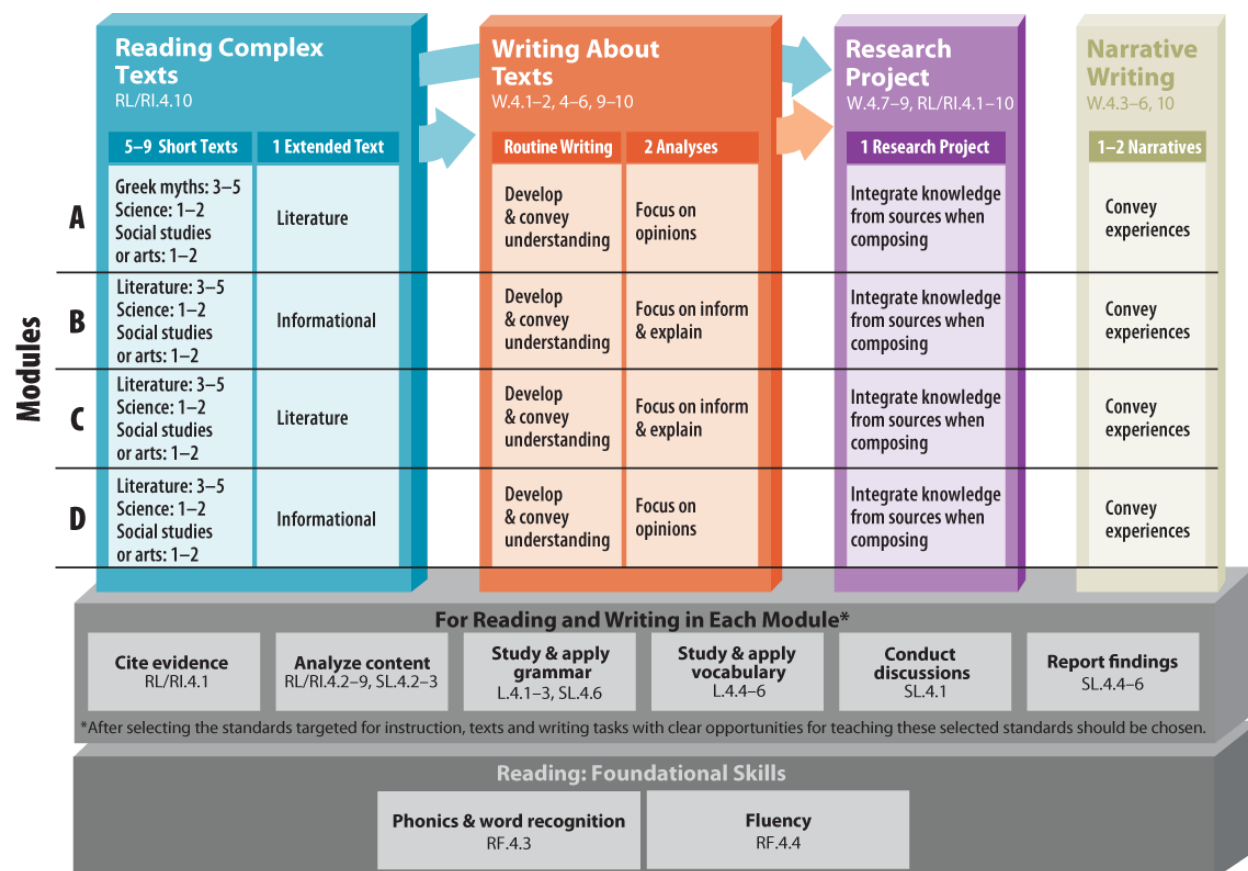 Reading Complex
Texts
RL/RI.4.10
Writing About
Texts
W.4.1–2, 4–6, 9–10
Research
Project
W.4.7–9, RL/RI.4.1–10
Narrative
Writing
W.4.3–6, 10
5–9 Short Texts
1 Extended Text
Routine Writing
2 Analyses
1 Research Project
1–2 Narratives
Modules
A
Greek myths: 3–5
Science: 1–2
Social studies
or arts: 1–2
Literature
Develop
& convey
understanding
Focus on
opinions
Integrate knowledge
from sources when
composing
Convey
experiences
B
Literature: 3–5
Science: 1–2
Social studies
or arts: 1–2
Informational
Develop
& convey
understanding
Focus on inform
& explain
Integrate knowledge
from sources when
composing
Convey
experiences
C
Literature: 3–5
Science: 1–2
Social studies
or arts: 1–2
Literature
Develop
& convey
understanding
Focus on inform
& explain
Integrate knowledge
from sources when
composing
Convey
experiences
D
Literature: 3–5
Science: 1–2
Social studies
or arts: 1–2
Informational
Develop
& convey
understanding
Focus on
opinions
Integrate knowledge
from sources when
composing
Convey
experiences
For Reading and Writing in Each Module*
Cite evidence
RL/RI.4.1
Analyze content
RL/RI.4.2–9, SL.4.2–3
Study & apply
grammar
L.4.1–3, SL.4.6
Study & apply
vocabulary
L.4.4–6
Conduct
discussions
SL.4.1
Report findings
SL.4.4–6
*After selecting the standards targeted for instruction, texts and writing tasks with clear opportunities for teaching these selected standards should be chosen.
Reading: Foundational Skills
Phonics & word recognition
RF.4.3
Fluency
RF.4.4